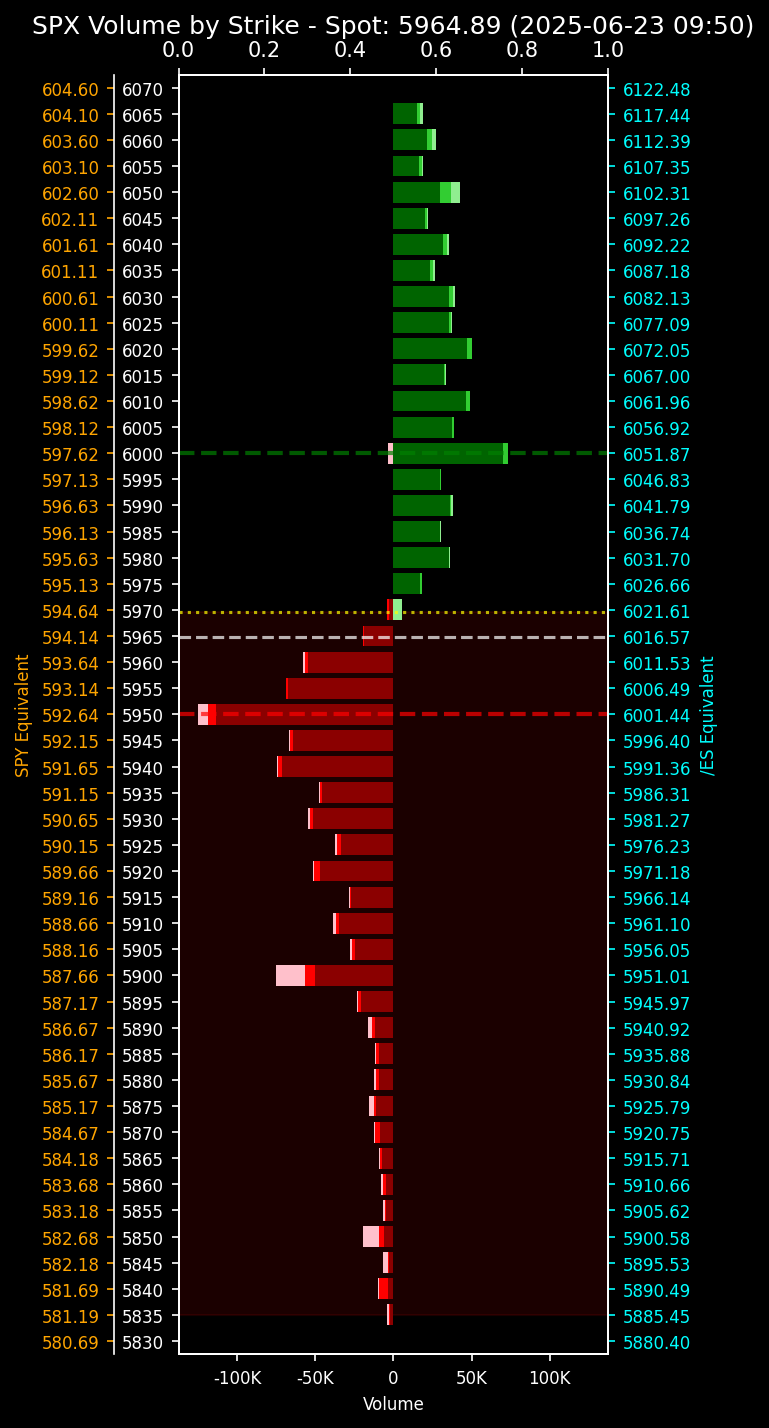 SPX Volume by Strike - Spot: 5964.89 (2025-06-23 09:50)
0.0 0.2 0.4 0.6 0.8 1.0
604.60 6070 6122.48
604.10 6065 6117.44
603.60 6060 6112.39
603.10 6055 6107.35
602.60 6050 6102.31
602.11 6045 6097.26
601.61 6040 6092.22
601.11 6035 6087.18
600.61 6030 6082.13
600.11 6025 6077.09
599.62 6020 6072.05
599.12 6015 6067.00
598.62 6010 6061.96
598.12 6005 6056.92
597.62 6000 6051.87
597.13 5995 6046.83
596.63 5990 6041.79
596.13 5985 6036.74
595.63 5980 6031.70
595.13 5975 6026.66
594.64 5970 6021.61
594.14 5965 6016.57
593.64 5960 6011.53
593.14 5955 6006.49
592.64 5950 6001.44
592.15 5945 5996.40
591.65 5940 5991.36
591.15 5935 5986.31
590.65 5930 5981.27
590.15 5925 5976.23
589.66 5920 5971.18
589.16 5915 5966.14
588.66 5910 5961.10
588.16 5905 5956.05
587.66 5900 5951.01
587.17 5895 5945.97
586.67 5890 5940.92
586.17 5885 5935.88
585.67 5880 5930.84
585.17 5875 5925.79
584.67 5870 5920.75
584.18 5865 5915.71
583.68 5860 5910.66
583.18 5855 5905.62
582.68 5850 5900.58
582.18 5845 5895.53
581.69 5840 5890.49
581.19 5835 5885.45
580.69 5830 5880.40
SPY Equivalent
/ES Equivalent
-100K -50K 0 50K 100K
Volume